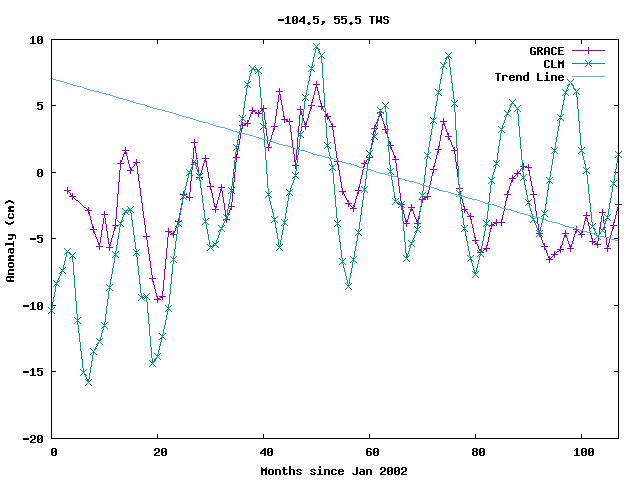 -104.5, 55.5 TWS
GRACE
CLM
Trend Line
10
5
0
-5
-10
-15
-20
Anomaly (cm)
0 20 40 60 80 100
Months since Jan 2002